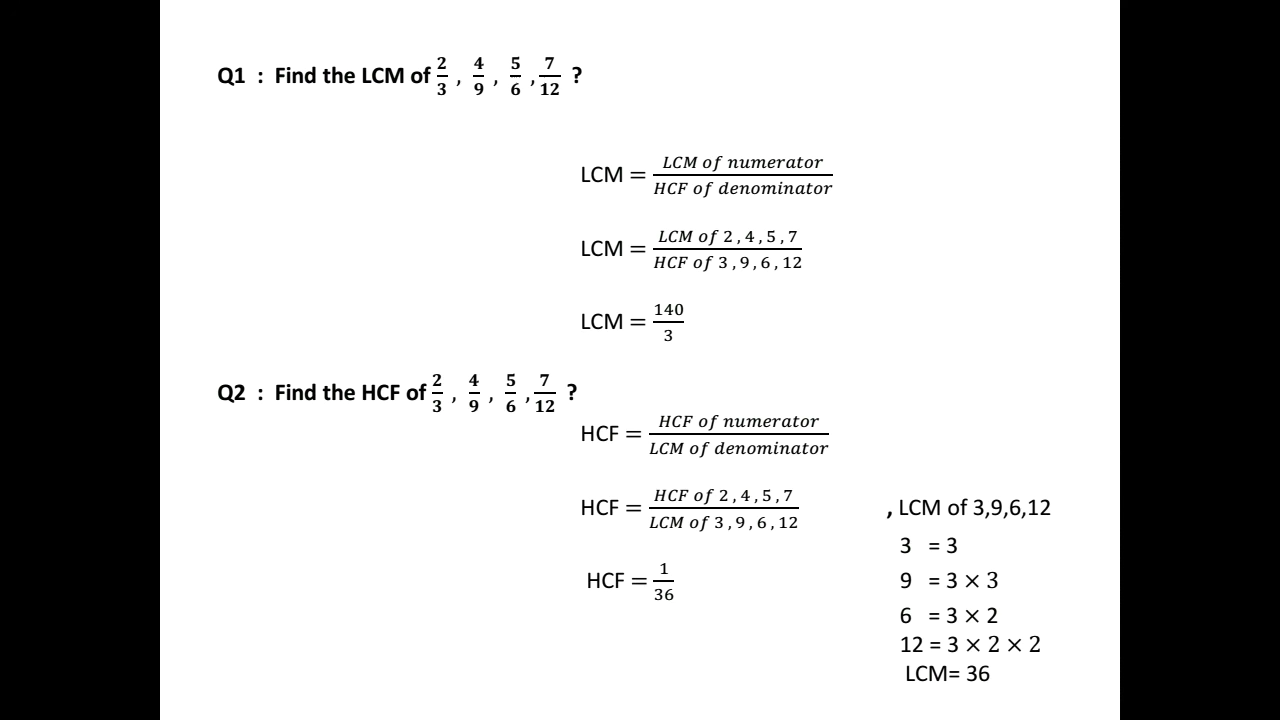 Q1 : Find the LCM of 2/3 , 4/9 , 5/6 , 7/12 ?
LCM = LCM of numerator / HCF of denominator
LCM = LCM of 2 , 4 , 5 , 7 / HCF of 3 , 9 , 6 , 12
LCM = 140/3
Q2 : Find the HCF of 2/3 , 4/9 , 5/6 , 7/12 ?
HCF = HCF of numerator / LCM of denominator
HCF = HCF of 2 , 4 , 5 , 7 / LCM of 3 , 9 , 6 , 12
HCF = 1/36
, LCM of 3,9,6,12
3 = 3
9 = 3 × 3
6 = 3 × 2
12 = 3 × 2 × 2
LCM= 36